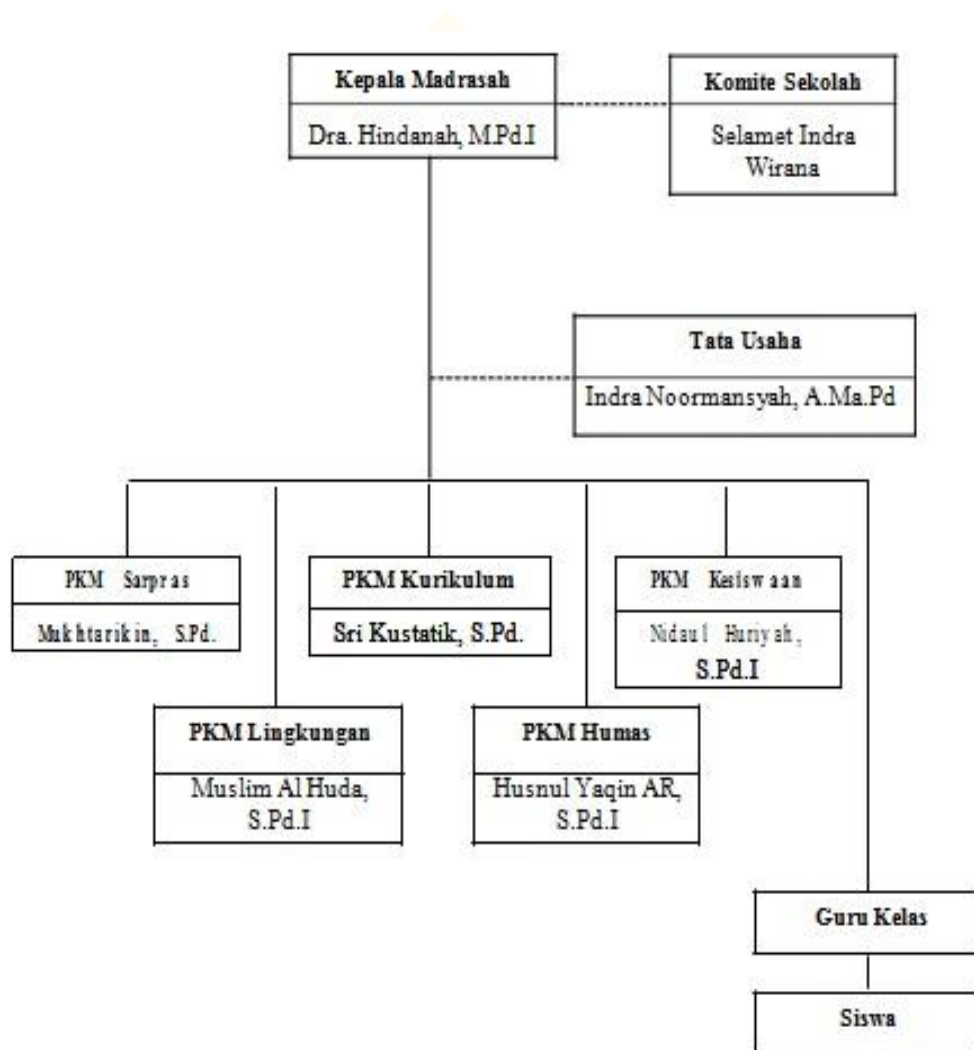 Kepala Madrasah
Dra. Hindanah, M.Pd.I
Komite Sekolah
Selamet Indra
Wirana
Tata Usaha
Indra Noormansyah, A.Ma.Pd
PKM Sarpras
Mukhtarikin, S.Pd.
PKM Kurikulum
Sri Kustatik, S.Pd.
PKM Kesiswaan
Nidaul Huriyah,
S.Pd.I
PKM Lingkungan
Muslim Al Huda,
S.Pd.I
PKM Humas
Husnul Yaqin AR,
S.Pd.I
Guru Kelas
Siswa